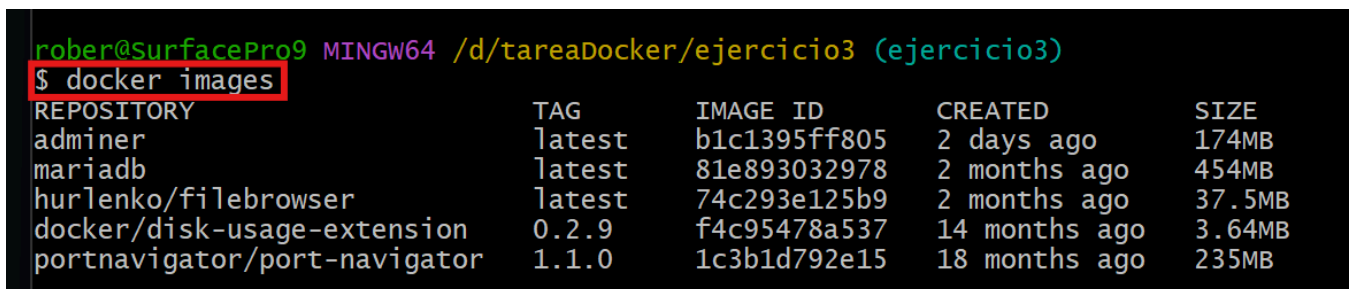 rober@SurfacePro9 MINGW64 /d/tareaDocker/ejercicio3 (ejercicio3)
$ docker images
REPOSITORY TAG IMAGE ID CREATED SIZE
adminer latest b1c1395ff805 2 days ago 174MB
mariadb latest 81e893032978 2 months ago 454MB
hurlenko/filebrowser latest 74c293e125b9 2 months ago 37.5MB
docker/disk-usage-extension 0.2.9 f4c95478a537 14 months ago 3.64MB
portnavigator/port-navigator 1.1.0 1c3b1d792e15 18 months ago 235MB